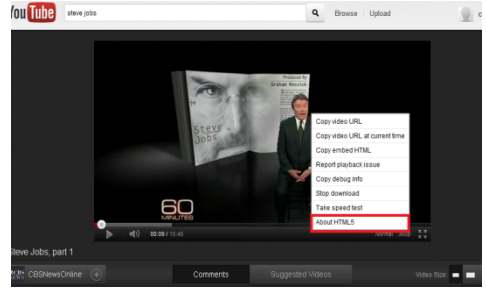 You Tube
steve jobs
Browse | Upload
Produced by
Graham Messick
Steve
Jobs
60
MINUTES
Copy video URL
Copy video URL at current time
Copy embed HTML
Report playback issue
Copy debug info
Stop download
Take speed test
About HTML5
00:09 / 15:45
Steve Jobs, part 1
CBSNewsOnline
Comments
Suggested Videos
Video Size: